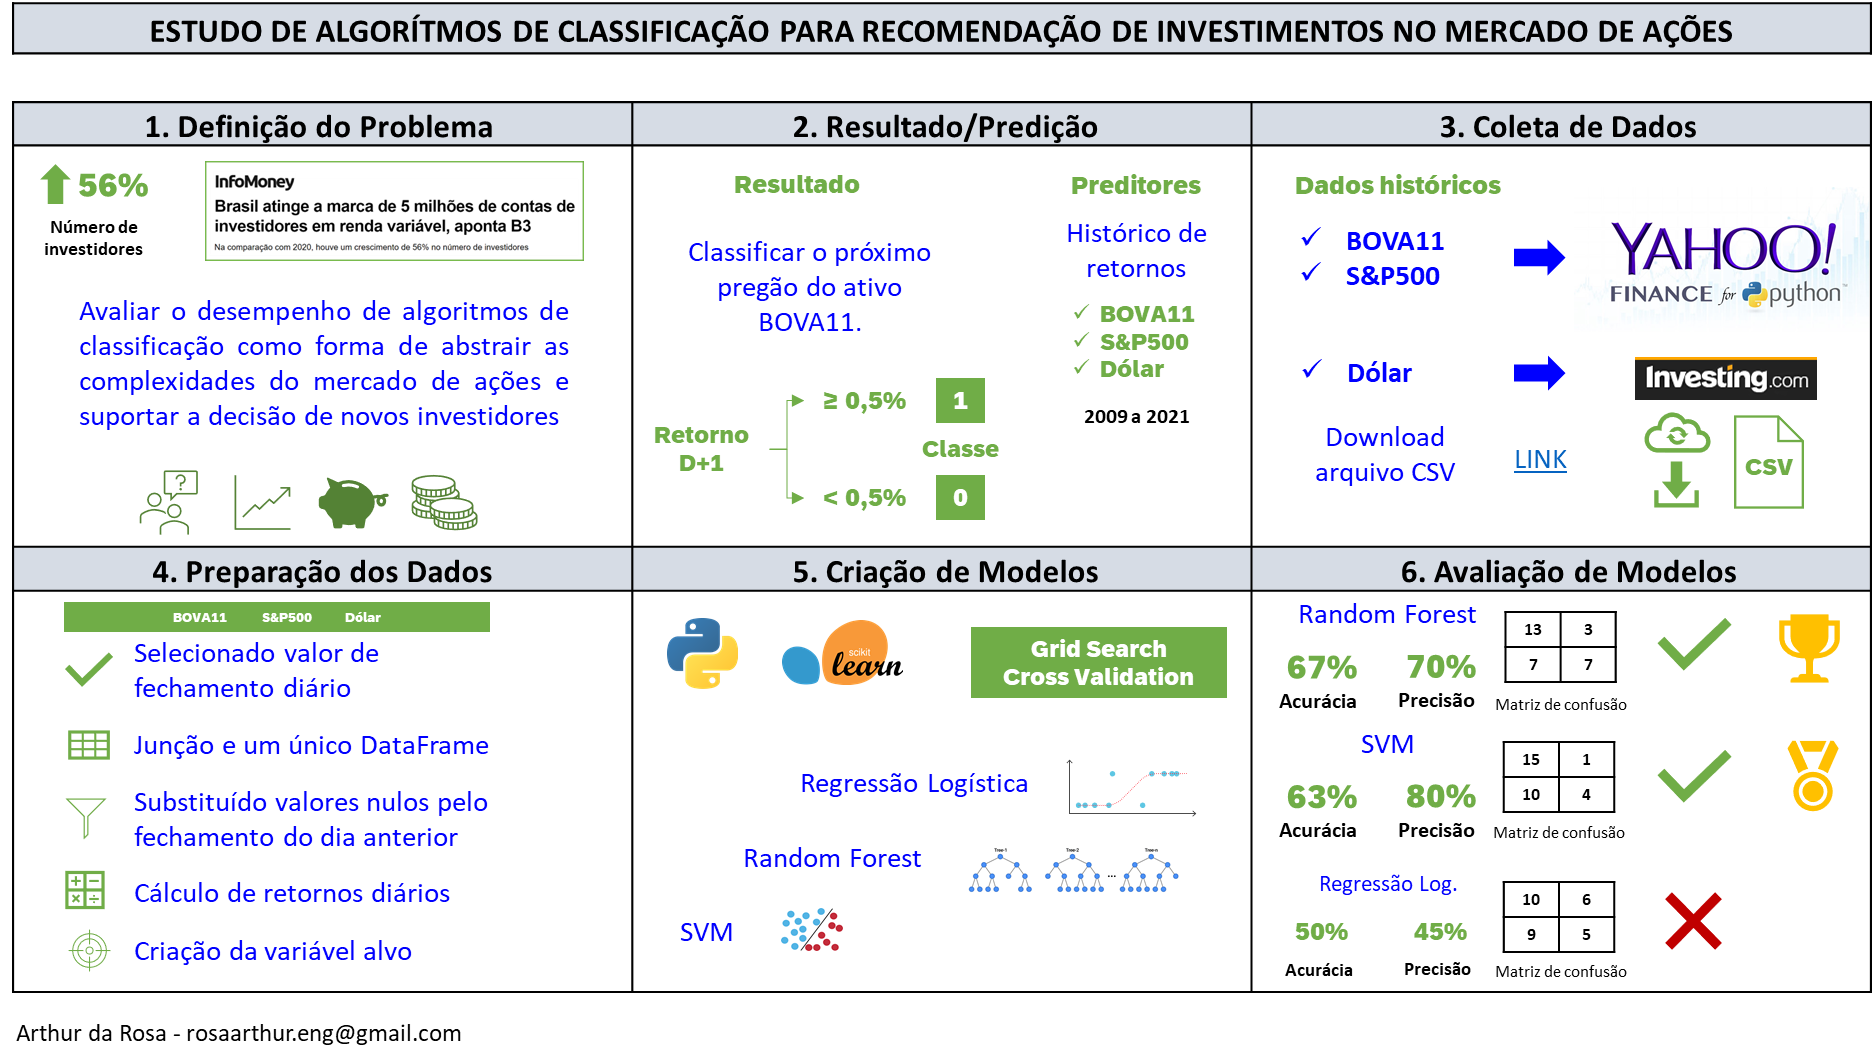 ESTUDO DE ALGORÍTMOS DE CLASSIFICAÇÃO PARA RECOMENDAÇÃO DE INVESTIMENTOS NO MERCADO DE AÇÕES
1. Definição do Problema
56%
Número de
investidores
InfoMoney
Brasil atinge a marca de 5 milhões de contas de
investidores em renda variável, aponta B3
Na comparação com 2020, houve um crescimento de 56% no número de investidores
Avaliar o desempenho de algoritmos de
classificação como forma de abstrair as
complexidades do mercado de ações e
suportar a decisão de novos investidores
?
2. Resultado/Predição
Resultado
Classificar o próximo
pregão do ativo
BOVA11.
Preditores
Histórico de
retornos
BOVA11
S&P500
Dólar
2009 a 2021
Retorno
D+1
≥ 0,5% 1
Classe
< 0,5% 0
3. Coleta de Dados
Dados históricos
BOVA11
S&P500
YAHOO!
FINANCE for python™
Dólar
Investing.com
Download
arquivo CSV
LINK
CSV
4. Preparação dos Dados
BOVA11 S&P500 Dólar
Selecionado valor de
fechamento diário
Junção e um único DataFrame
Substituído valores nulos pelo
fechamento do dia anterior
Cálculo de retornos diários
Criação da variável alvo
5. Criação de Modelos
scikit
learn
Grid Search
Cross Validation
Regressão Logística
Random Forest
Tree-1 Tree-2 Tree-n
...
SVM
6. Avaliação de Modelos
Random Forest
67% 70%
Acurácia Precisão
13 3
7 7
Matriz de confusão
SVM
63% 80%
Acurácia Precisão
15 1
10 4
Matriz de confusão
Regressão Log.
50% 45%
Acurácia Precisão
10 6
9 5
Matriz de confusão
Arthur da Rosa - rosaarthur.eng@gmail.com